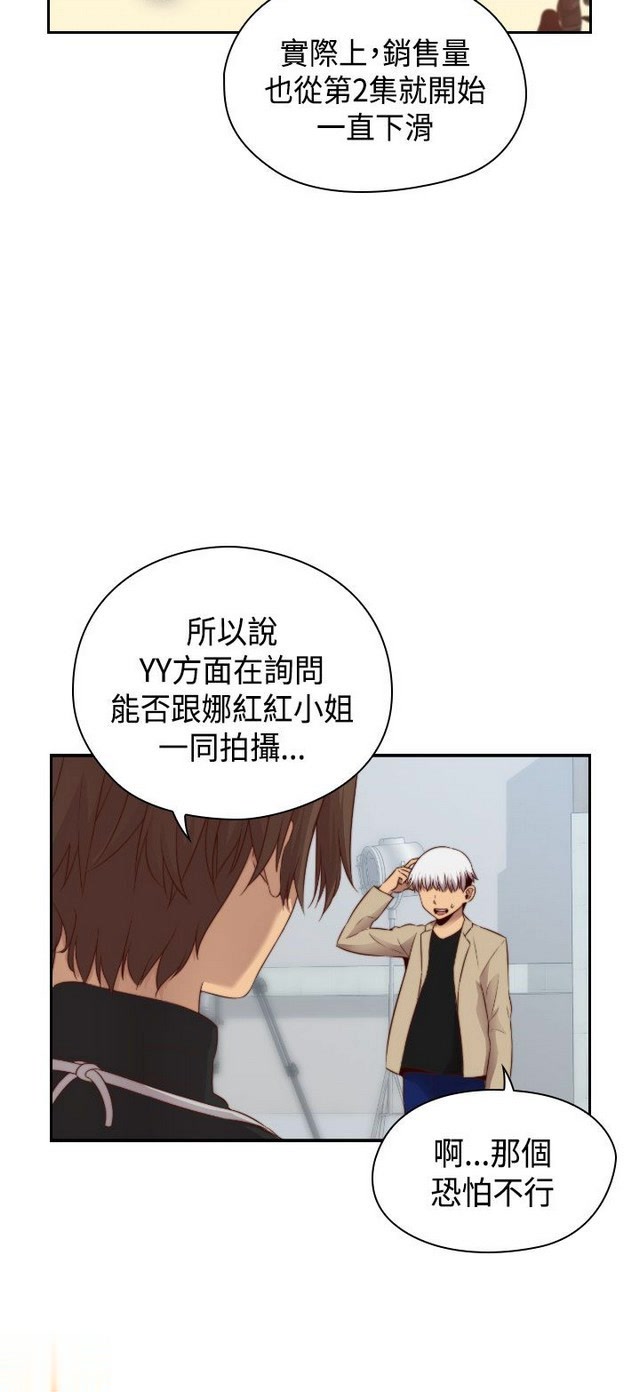 實際上,銷售量
也從第2集就開始
一直下滑
所以說
YY方面在詢問
能否跟娜紅紅小姐
一同拍攝...
啊...那個
恐怕不行